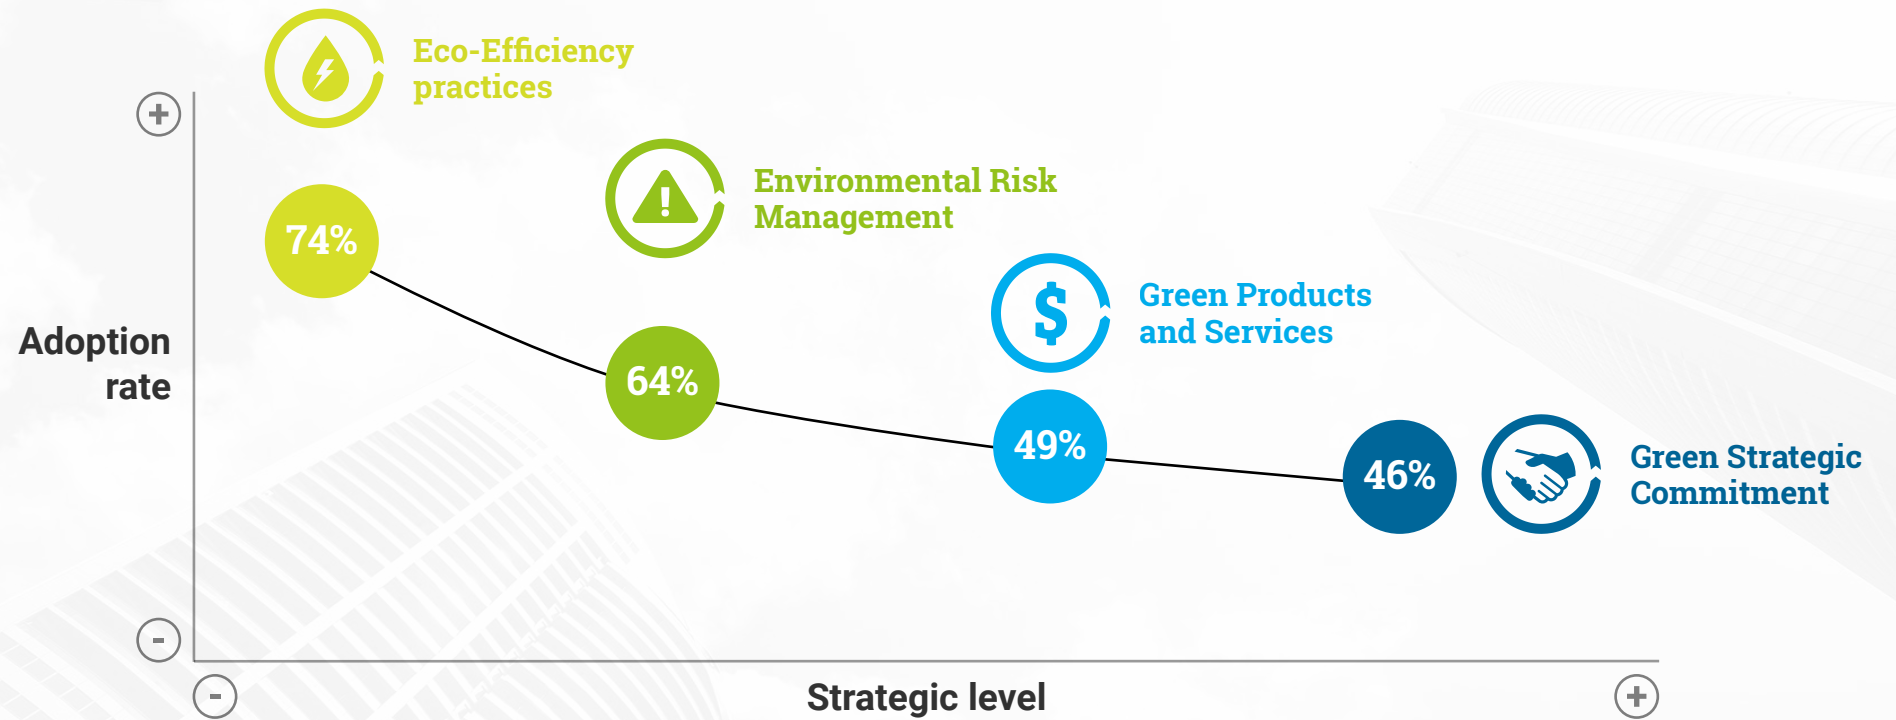 Eco-Efficiency
practices
+
Environmental Risk
Management
74%
Green Products
and Services
$
Adoption
rate
64%
49%
46%
Green Strategic
Commitment
-
-
Strategic level
+